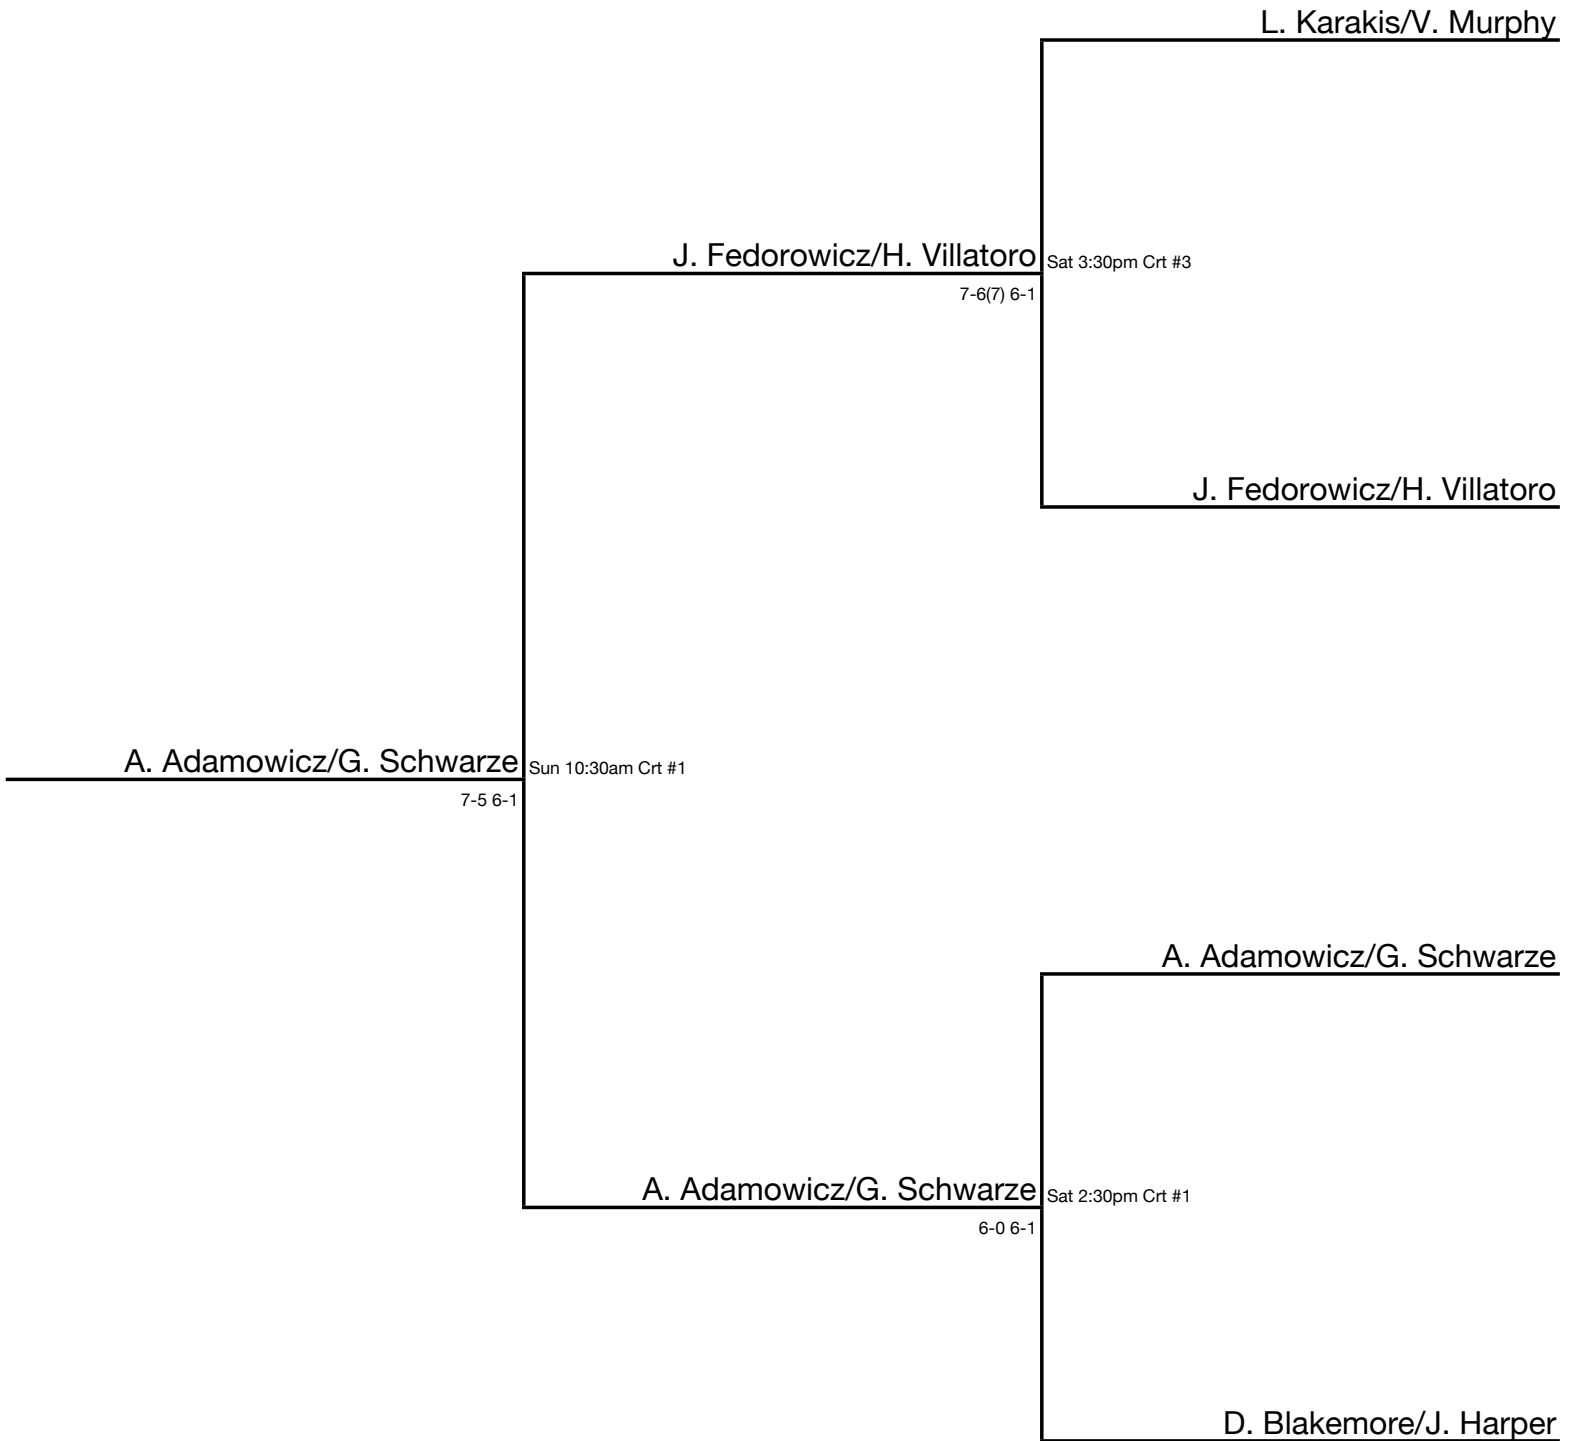 L. Karakis/V. Murphy
J. Fedorowicz/H. Villatoro
Sat 3:30pm Crt #3
7-6(7) 6-1
J. Fedorowicz/H. Villatoro
A. Adamowicz/G. Schwarze
Sun 10:30am Crt #1
7-5 6-1
A. Adamowicz/G. Schwarze
A. Adamowicz/G. Schwarze
Sat 2:30pm Crt #1
6-0 6-1
D. Blakemore/J. Harper